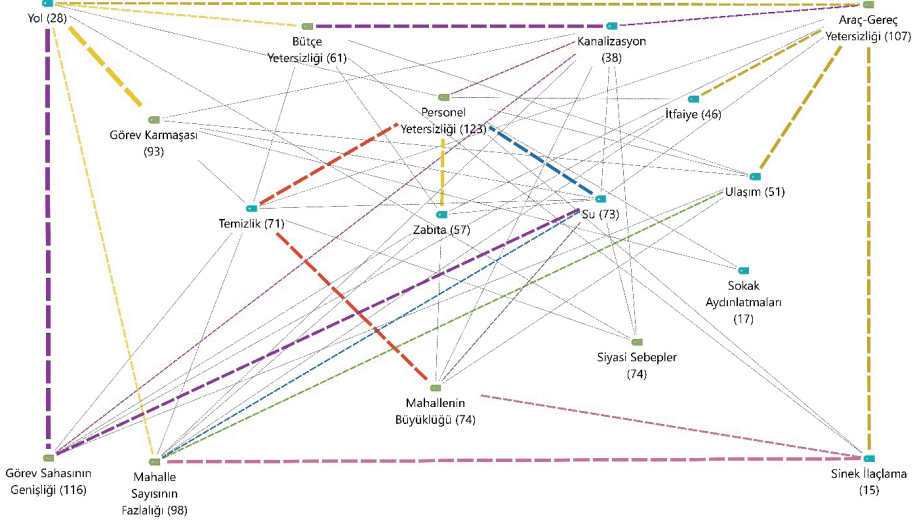 Yol (28)
Bütçe
Yetersizliği (61)
Kanalizasyon
(38)
Araç-Gereç
Yetersizliği (107)
Personel
Yetersizliği (123)
İtfaiye (46)
Görev Karmaşası
(93)
Ulaşım (51)
Temizlik (71)
Zabıta (57)
Su (73)
Sokak
Aydınlatmaları
(17)
Siyasi Sebepler
(74)
Mahallenin
Büyüklüğü (74)
Görev Sahasının
Genişliği (116)
Mahalle
Sayısının
Fazlalığı (98)
Sinek İlaçlama
(15)